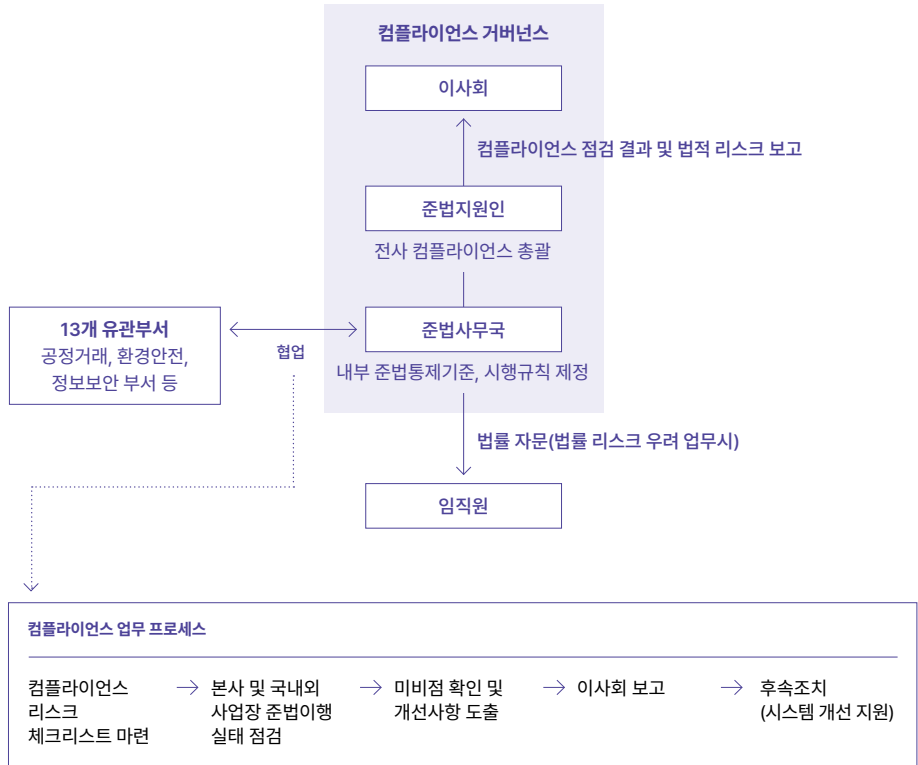 컴플라이언스 거버넌스
이사회
컴플라이언스 점검 결과 및 법적 리스크 보고
준법지원인
전사 컴플라이언스 총괄
13개 유관부서
공정거래, 환경안전,
정보보안 부서 등
협업
준법사무국
내부 준법통제기준, 시행규칙 제정
법률 자문(법률 리스크 우려 업무시)
임직원
컴플라이언스 업무 프로세스
컴플라이언스
리스크
체크리스트 마련
본사 및 국내외
사업장 준법이행
실태 점검
미비점 확인 및
개선사항 도출
이사회 보고
후속조치
(시스템 개선 지원)